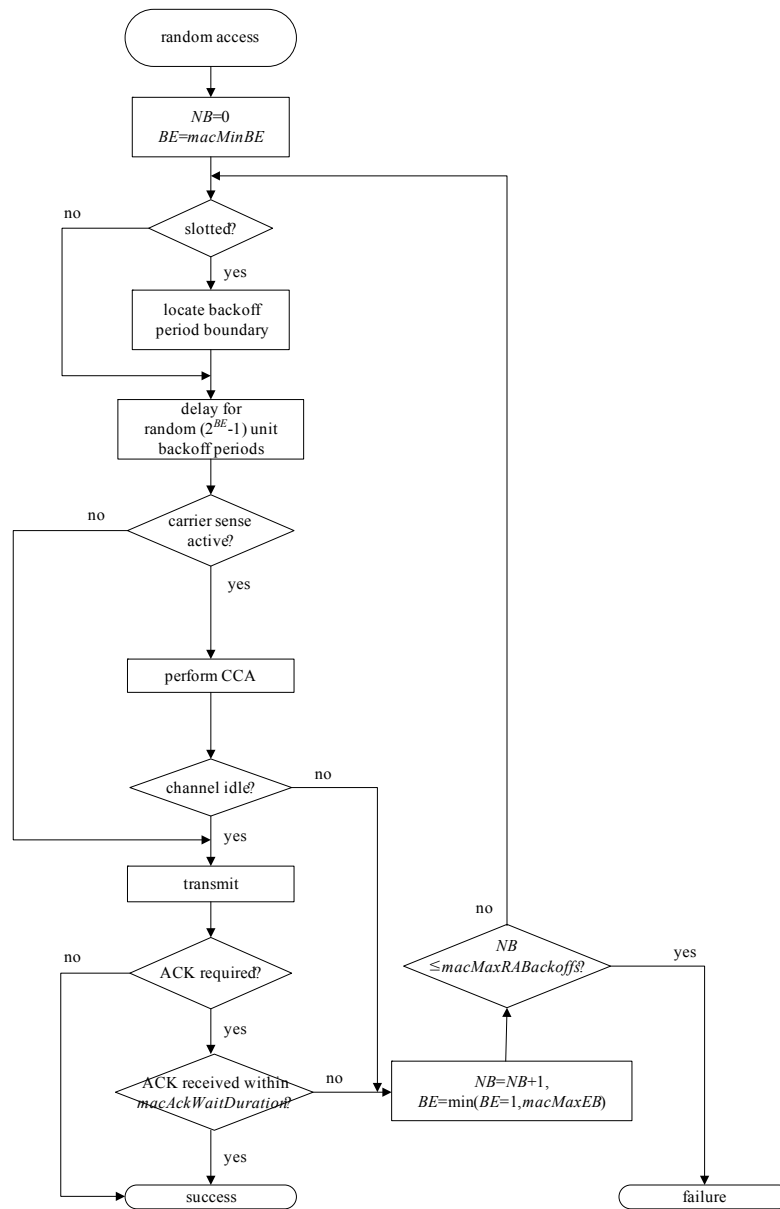 random access
NB=0
BE=macMinBE
no
slotted?
yes
locate backoff
period boundary
delay for
random (2^BE-1) unit
backoff periods
no
carrier sense
active?
yes
perform CCA
channel idle?
no
yes
transmit
no
ACK required?
yes
no
NB
≤macMaxRABackoffs?
yes
ACK received within
macAckWaitDuration?
no
NB=NB+1,
BE=min(BE=1,macMaxEB)
yes
success
failure